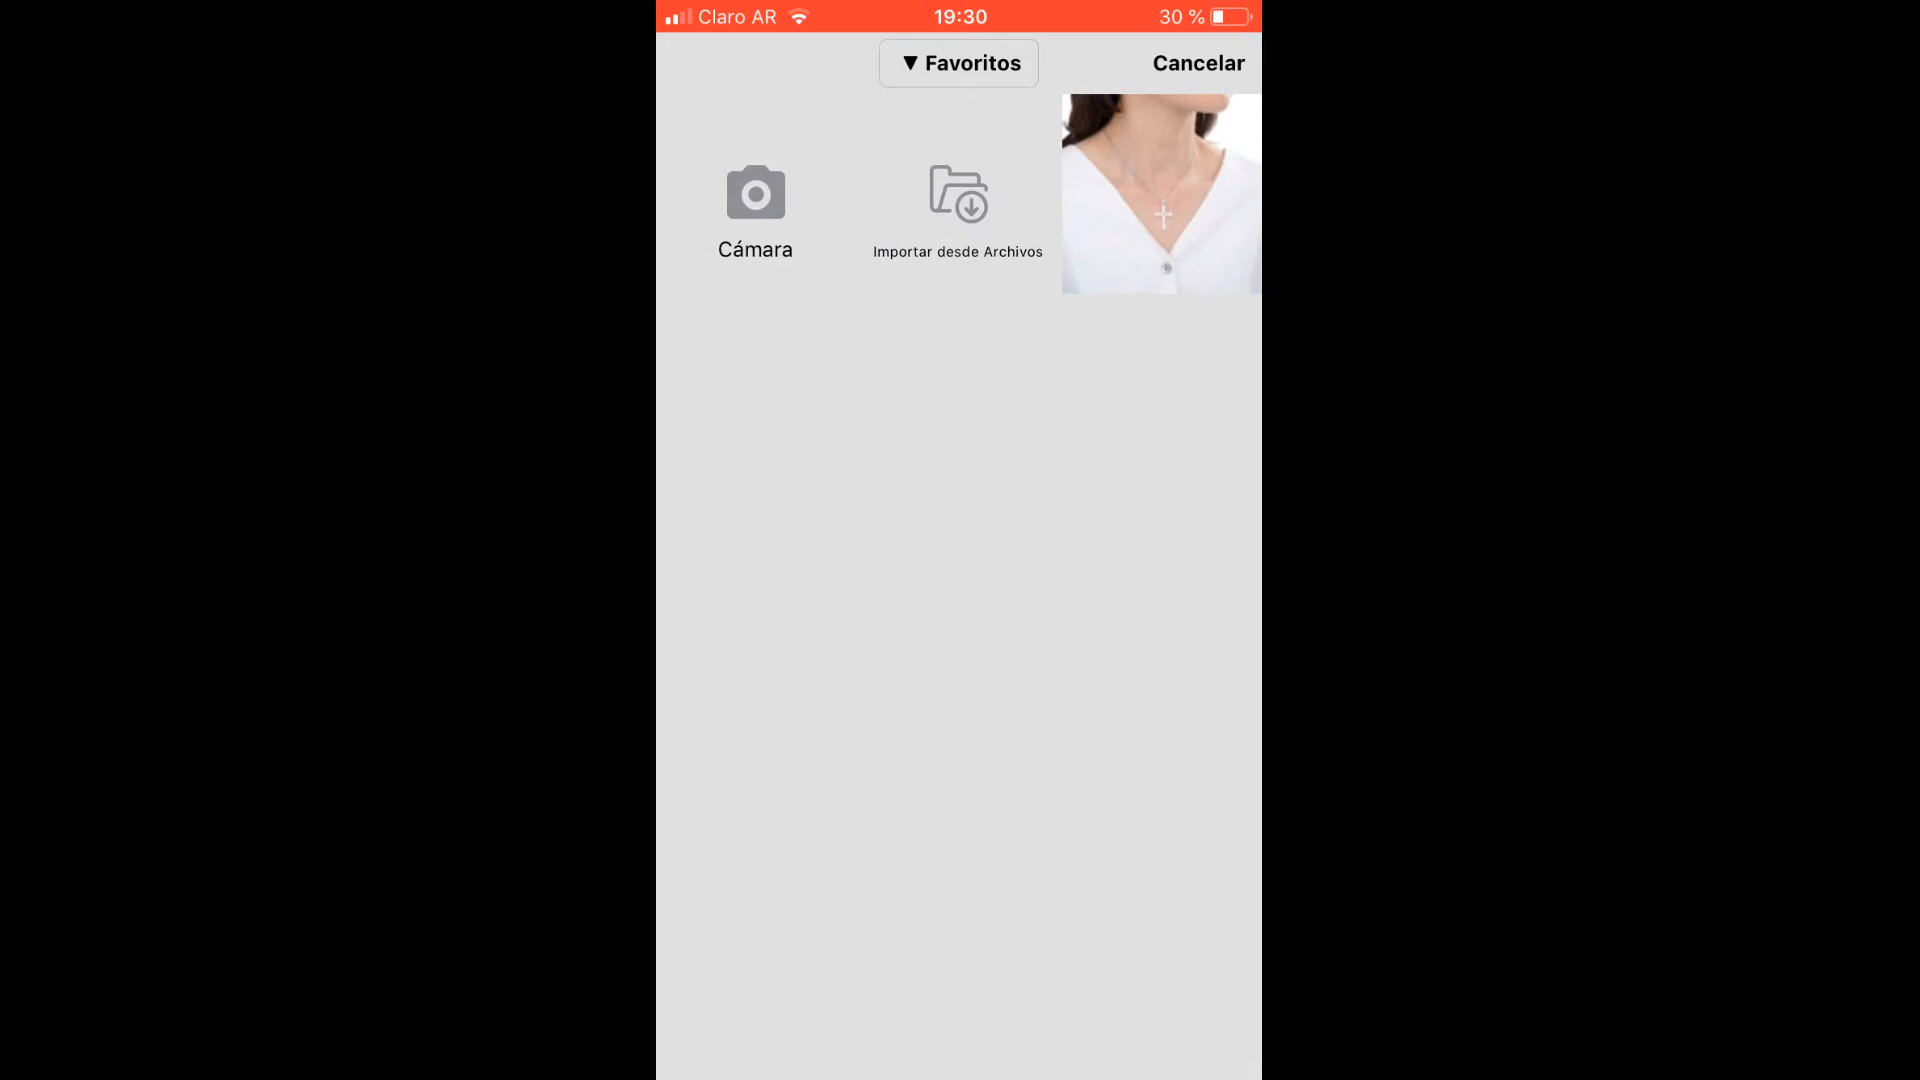 Claro AR 19:30 30 %
▼ Favoritos Cancelar
Cámara
Importar desde Archivos